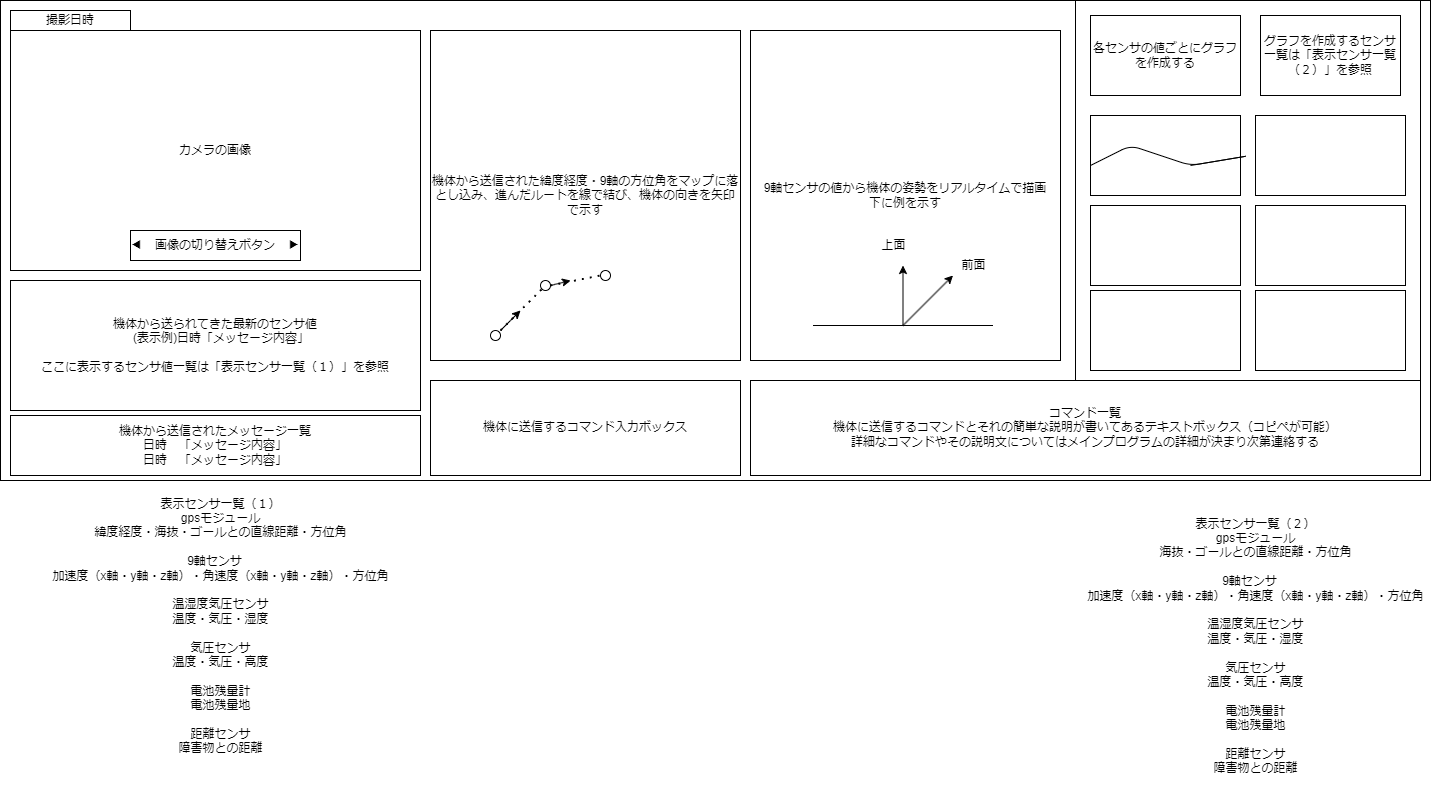 撮影日時
カメラの画像
◀　画像の切り替えボタン　▶
機体から送られてきた最新のセンサ値
(表示例)日時「メッセージ内容」
ここに表示するセンサ値一覧は「表示センサ一覧（１）」を参照
機体から送信されたメッセージ一覧
日時　「メッセージ内容」
日時　「メッセージ内容」
機体から送信された緯度経度・9軸の方位角をマップに落
とし込み、進んだルートを線で結び、機体の向きを矢印
で示す
9軸センサの値から機体の姿勢をリアルタイムで描画
下に例を示す
上面
前面
各センサの値ごとにグラフ
を作成する
グラフを作成するセンサ
一覧は「表示センサ一覧
（２）」を参照
機体に送信するコマンド入力ボックス
コマンド一覧
機体に送信するコマンドとそれの簡単な説明が書いてあるテキストボックス（コピペが可能）
詳細なコマンドやその説明文についてはメインプログラムの詳細が決まり次第連絡する
表示センサ一覧（１）
gpsモジュール
緯度経度・海抜・ゴールとの直線距離・方位角
9軸センサ
加速度（x軸・y軸・z軸）・角速度（x軸・y軸・z軸）・方位角
温湿度気圧センサ
温度・気圧・湿度
気圧センサ
温度・気圧・高度
電池残量計
電池残量地
距離センサ
障害物との距離
表示センサ一覧（２）
gpsモジュール
海抜・ゴールとの直線距離・方位角
9軸センサ
加速度（x軸・y軸・z軸）・角速度（x軸・y軸・z軸）・方位角
温湿度気圧センサ
温度・気圧・湿度
気圧センサ
温度・気圧・高度
電池残量計
電池残量地
距離センサ
障害物との距離